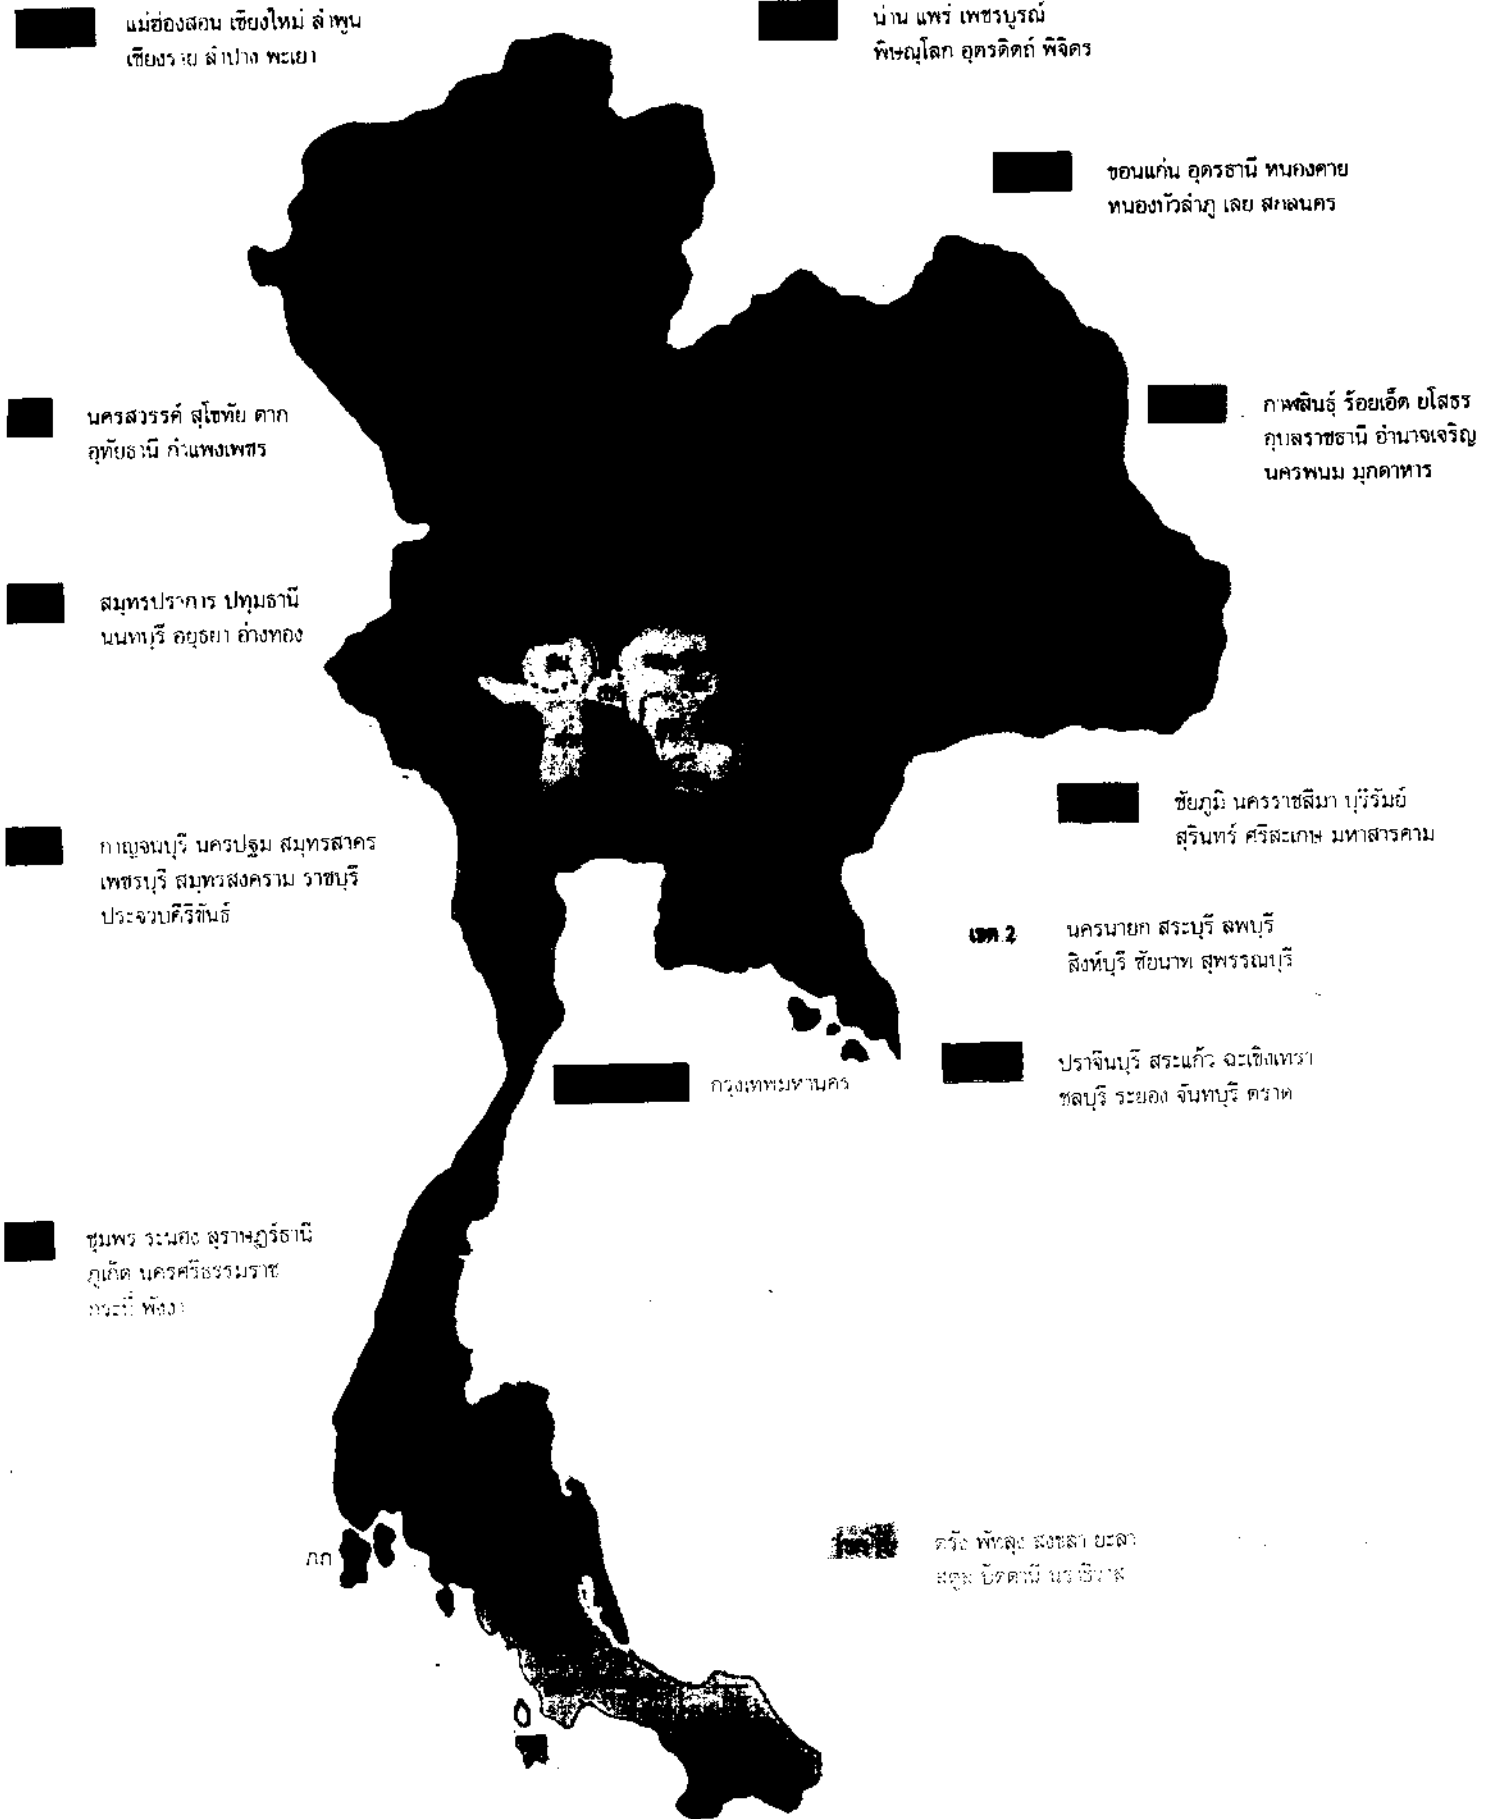 แม่ฮ่องสอน เชียงใหม่ ลำพูน
เชียงราย ลำปาง พะเยา
น่าน แพร่ เพชรบูรณ์
พิษณุโลก อุตรดิตถ์ พิจิตร
ขอนแก่น อุดรธานี หนองคาย
หนองบัวลำภู เลย สกลนคร
นครสวรรค์ สุโขทัย ตาก
อุทัยธานี กำแพงเพชร
กาฬสินธุ์ ร้อยเอ็ด ยโสธร
อุบลราชธานี อำนาจเจริญ
นครพนม มุกดาหาร
สมุทรปราการ ปทุมธานี
นนทบุรี อยุธยา อ่างทอง
ชัยภูมิ นครราชสีมา บุรีรัมย์
สุรินทร์ ศรีสะเกษ มหาสารคาม
กาญจนบุรี นครปฐม สมุทรสาคร
เพชรบุรี สมุทรสงคราม ราชบุรี
ประจวบคีรีขันธ์
เขต 2
นครนายก สระบุรี ลพบุรี
สิงห์บุรี ชัยนาท สุพรรณบุรี
กรุงเทพมหานคร
ปราจีนบุรี สระแก้ว ฉะเชิงเทรา
ชลบุรี ระยอง จันทบุรี ตราด
ชุมพร ระนอง สุราษฎร์ธานี
ภูเก็ต นครศรีธรรมราช
กระบี่ พังงา
ตรัง พัทลุง สงขลา ยะลา
สตูล ปัตตานี นราธิวาส
ภก